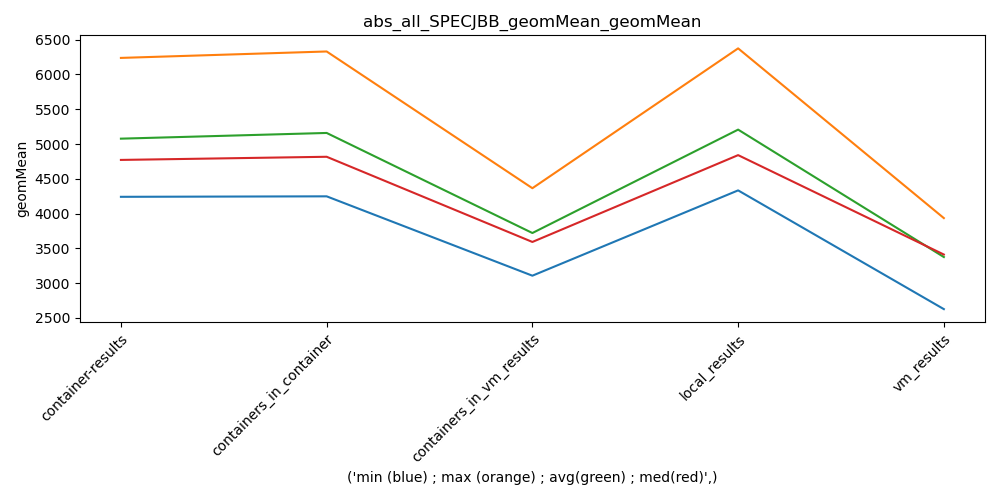 abs_all_SPECJBB_geomMean_geomMean
geomMean
6500
6000
5500
5000
4500
4000
3500
3000
2500
container-results
containers_in_container
containers_in_vm_results
local_results
vm_results
('min (blue) ; max (orange) ; avg(green) ; med(red)',)